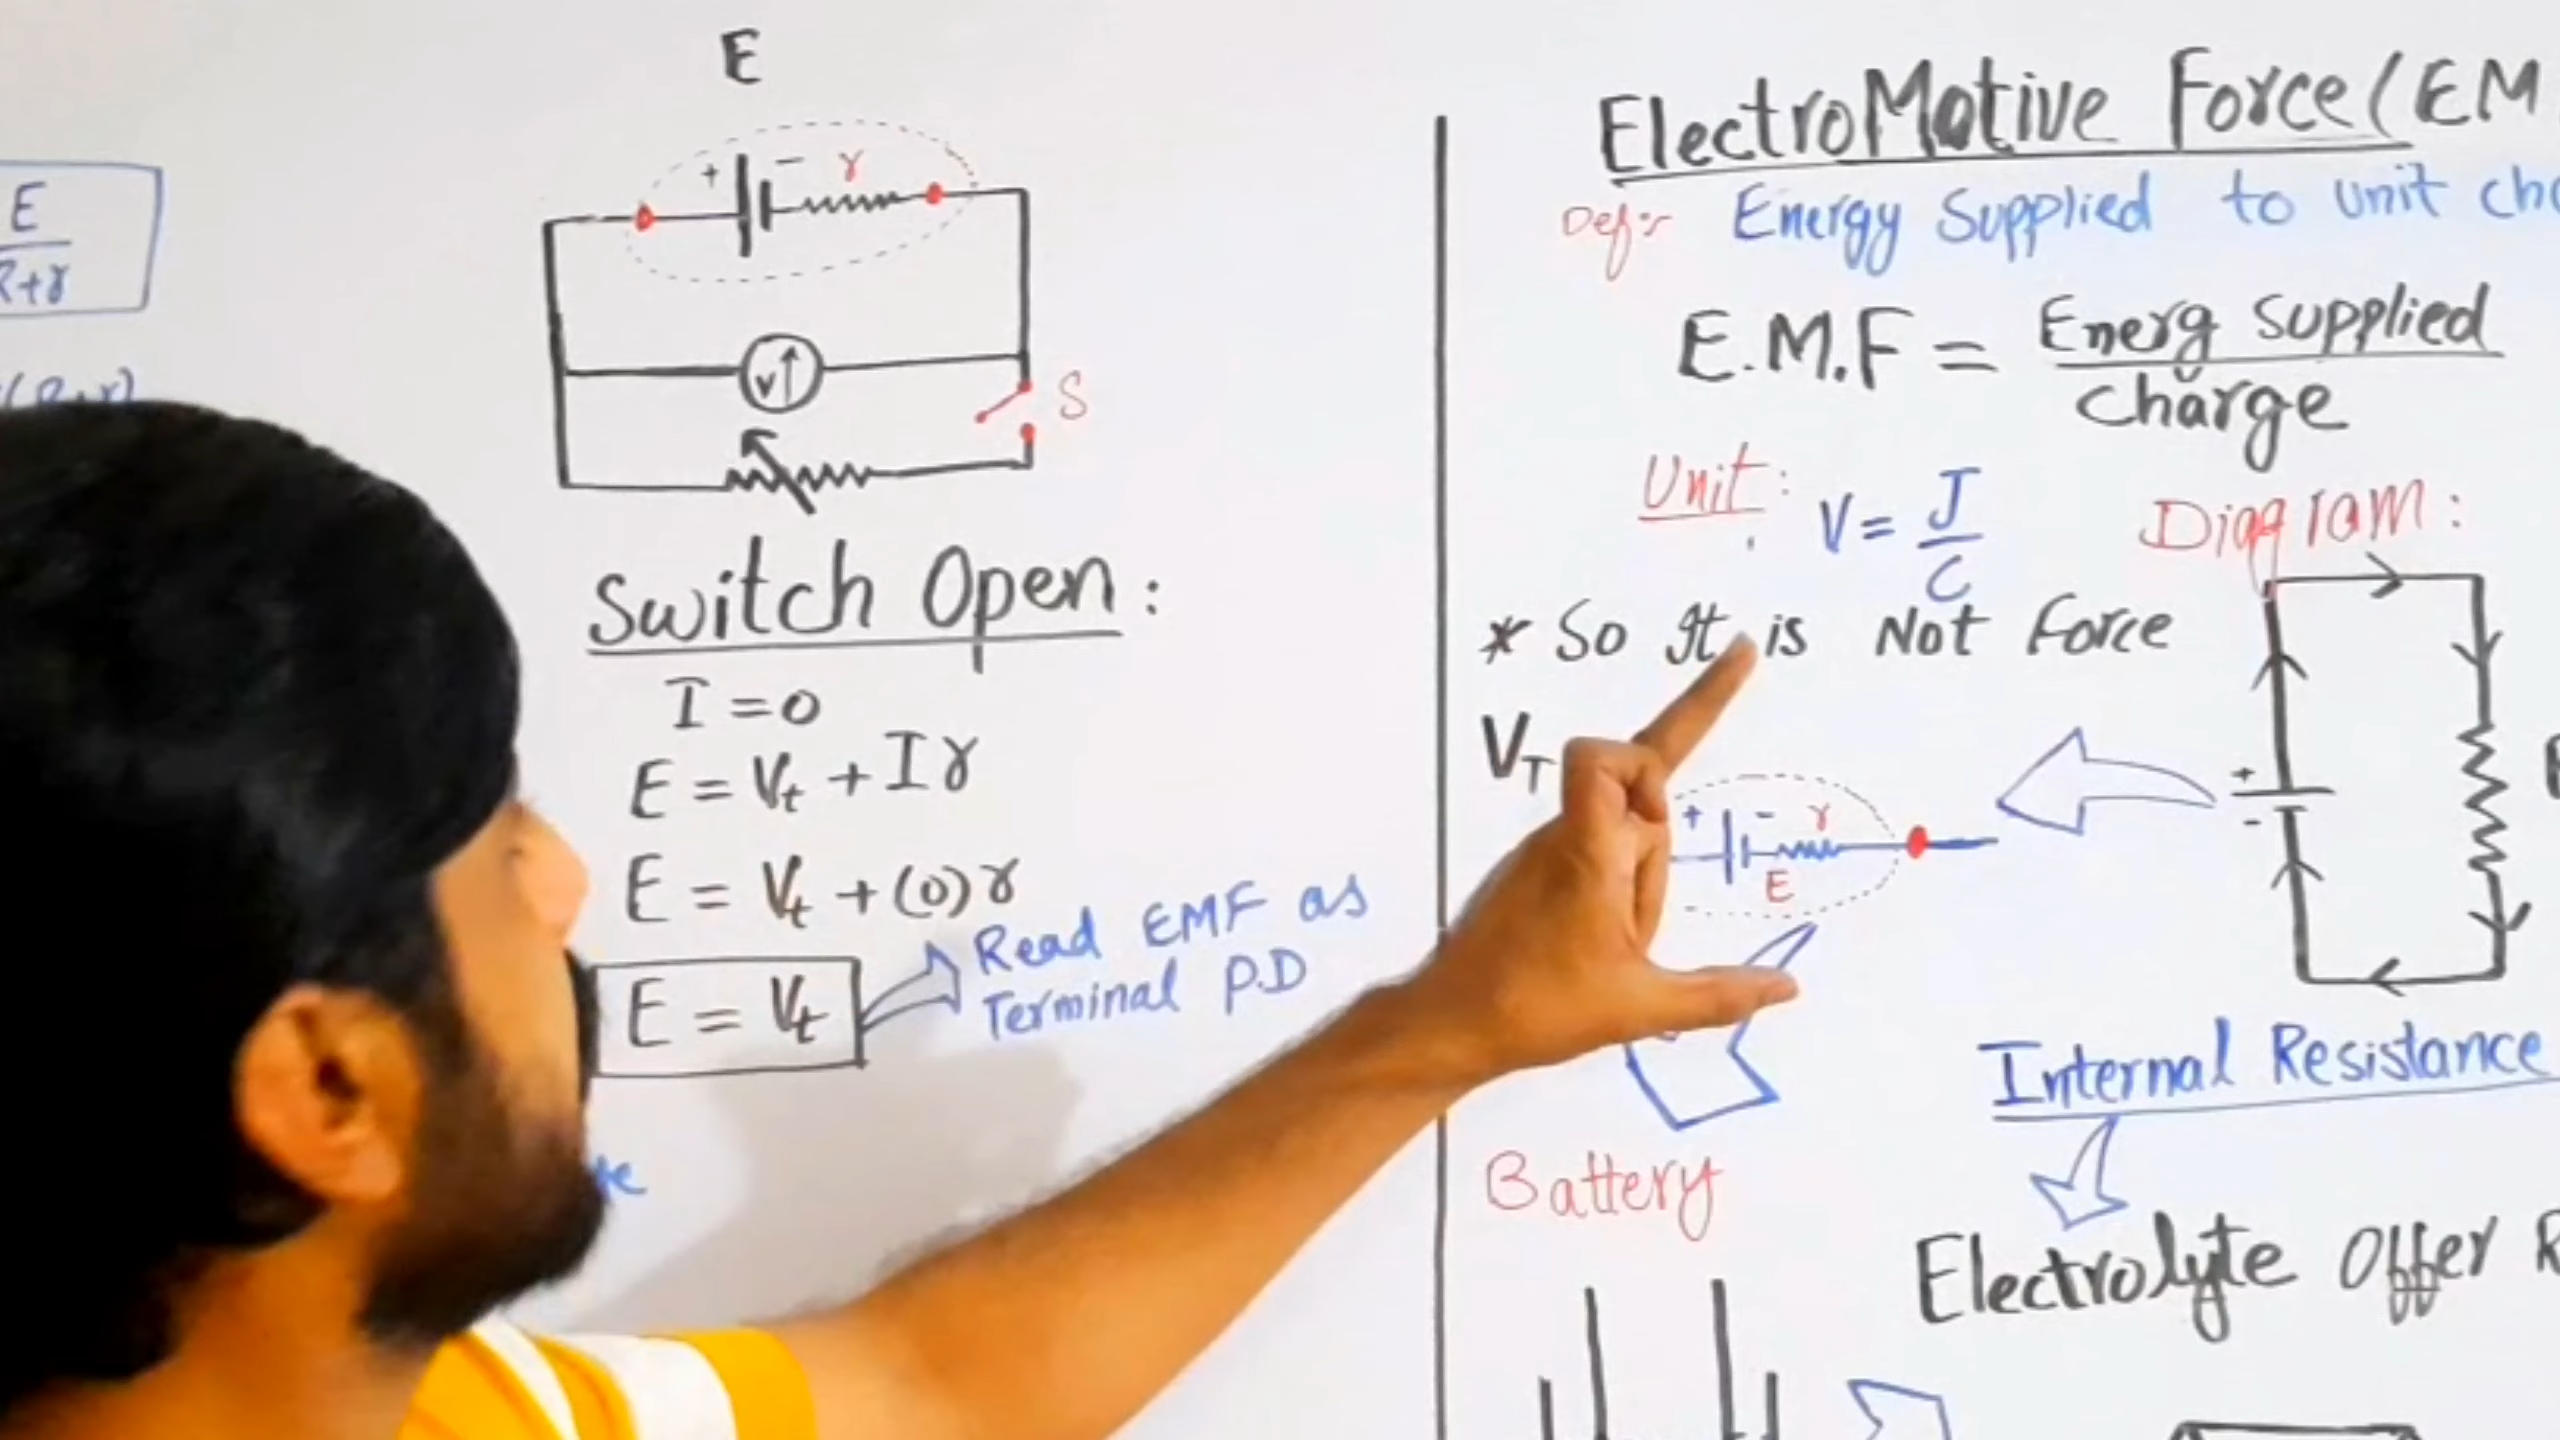 E
R+r
E
+ - r
V
S
Switch Open:
I = 0
E = Vt + Ir
E = Vt + (0)r
E = Vt
Read EMF as
Terminal P.D
ElectroMotive Force (EM
Def:- Energy Supplied to unit
E.M.F = Energ Supplied
Charge
Unit: V = J
C
Diagram:
* So It is Not Force
VT
+ - r
E
+
-
Internal Resistance
Battery
Electrolyte Offer R